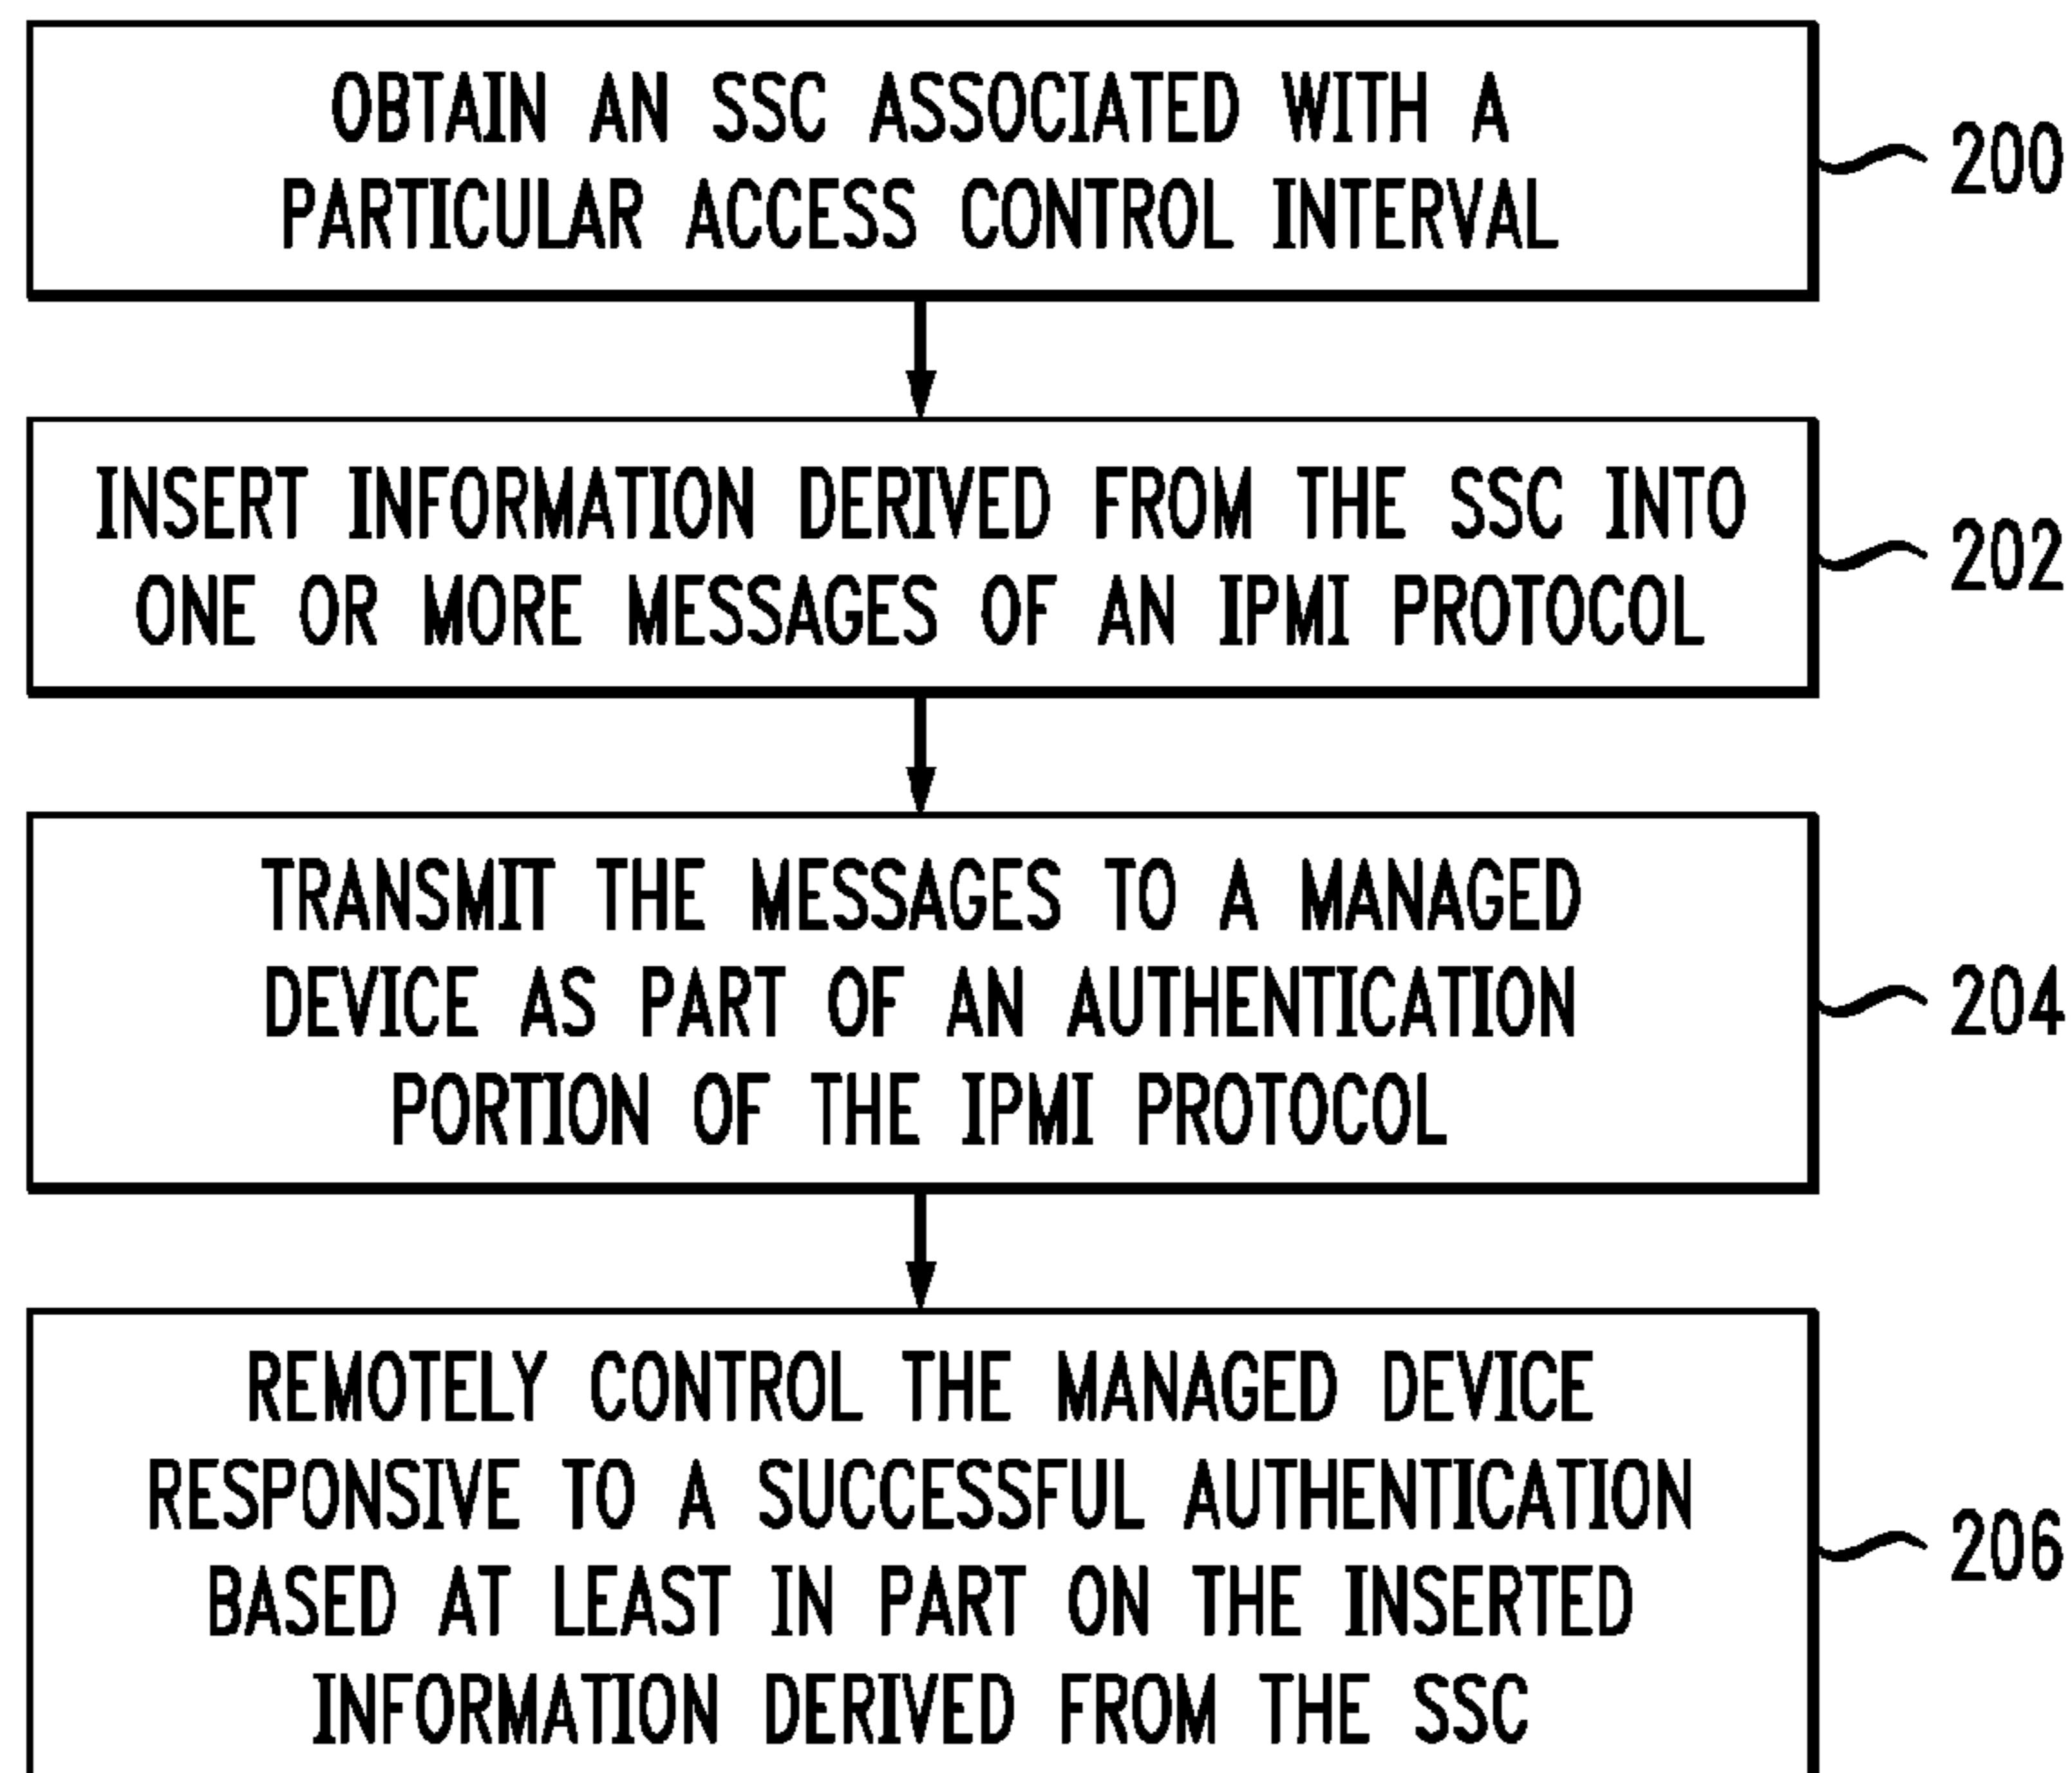 OBTAIN AN SSC ASSOCIATED WITH A
PARTICULAR ACCESS CONTROL INTERVAL
200
INSERT INFORMATION DERIVED FROM THE SSC INTO
ONE OR MORE MESSAGES OF AN IPMI PROTOCOL
202
TRANSMIT THE MESSAGES TO A MANAGED
DEVICE AS PART OF AN AUTHENTICATION
PORTION OF THE IPMI PROTOCOL
204
REMOTELY CONTROL THE MANAGED DEVICE
RESPONSIVE TO A SUCCESSFUL AUTHENTICATION
BASED AT LEAST IN PART ON THE INSERTED
INFORMATION DERIVED FROM THE SSC
206